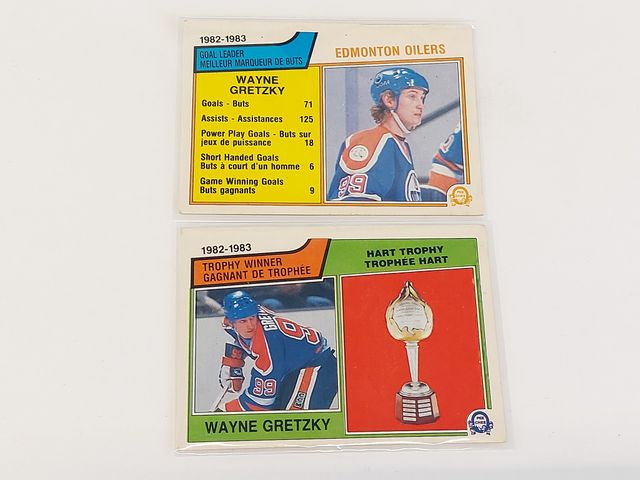 1982-1983
GOAL LEADER
MEILLEUR MARQUEUR DE BUTS
EDMONTON OILERS
WAYNE
GRETZKY
Goals - Buts 71
Assists - Assistances 125
Power Play Goals - Buts sur
jeux de puissance 18
Short Handed Goals
Buts à court d'un homme 6
Game Winning Goals
Buts gagnants 9
99
1982-1983
TROPHY WINNER
GAGNANT DE TROPHÉE
HART TROPHY
TROPHÉE HART
99
99
WAYNE GRETZKY